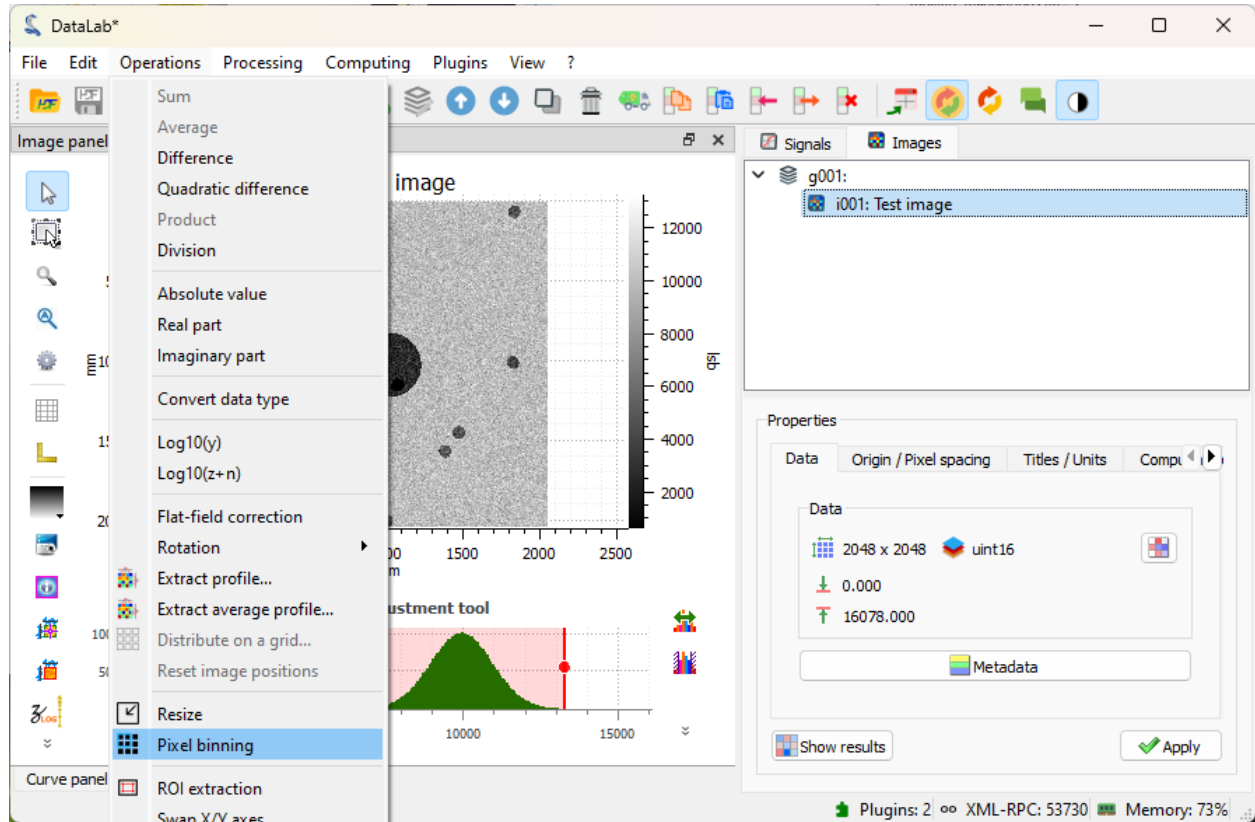 DataLab*
File Edit Operations Processing Computing Plugins View ?
Image panel
Sum
Average
Difference
Quadratic difference
Product
Division
Absolute value
Real part
Imaginary part
Convert data type
Log10(y)
Log10(z+n)
Flat-field correction
Rotation
Extract profile...
Extract average profile...
Distribute on a grid...
Reset image positions
Resize
Pixel binning
ROI extraction
Swap X/Y axes
image
12000
10000
8000
6000
4000
2000
lsb
mm
1500 2000 2500
m
ustment tool
10000 15000
Curve panel
Signals Images
g001:
i001: Test image
Properties
Data Origin / Pixel spacing Titles / Units
Data
2048 x 2048 uint16
0.000
16078.000
Metadata
Show results Apply
Plugins: 2 XML-RPC: 53730 Memory: 73%